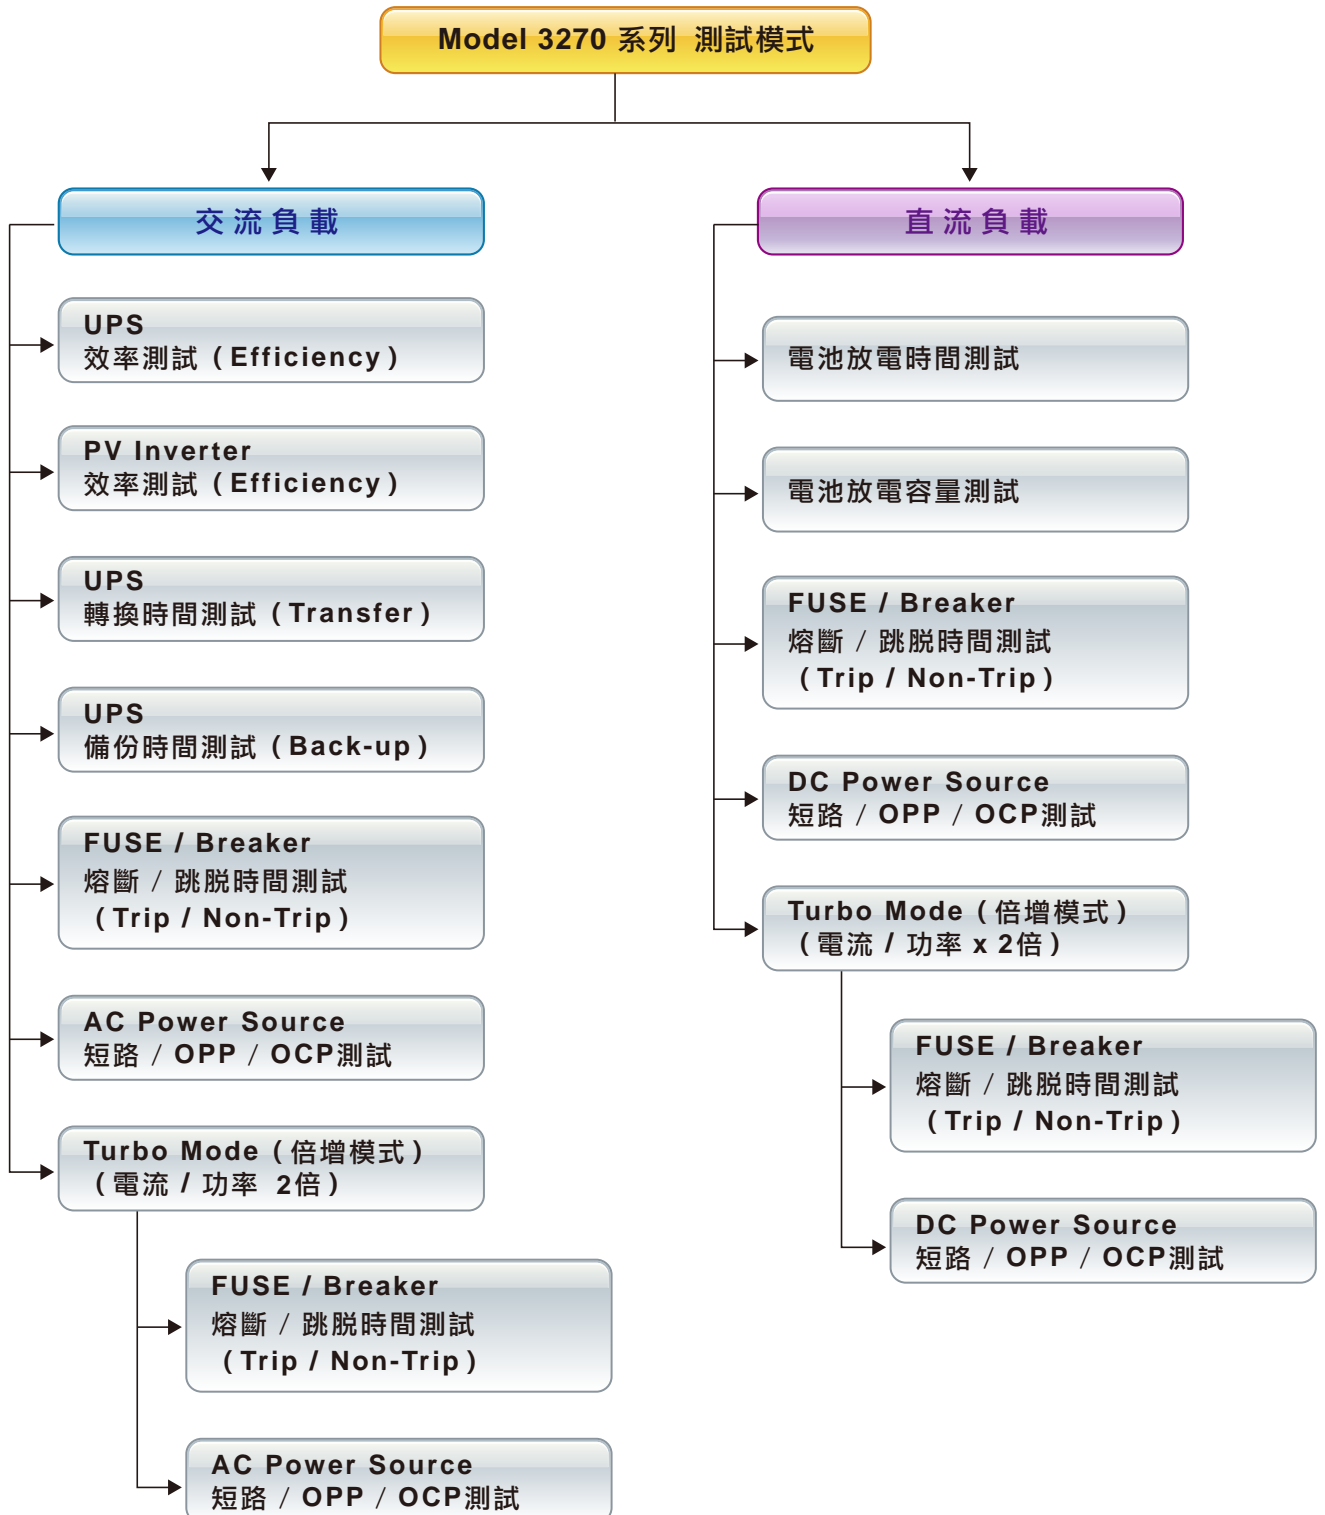 Model 3270 系列 測試模式
交流負載
UPS
效率測試（Efficiency）
PV Inverter
效率測試（Efficiency）
UPS
轉換時間測試（Transfer）
UPS
備份時間測試（Back-up）
FUSE / Breaker
熔斷 / 跳脱時間測試
（Trip / Non-Trip）
AC Power Source
短路 / OPP / OCP測試
Turbo Mode（倍增模式）
（電流 / 功率 2倍）
FUSE / Breaker
熔斷 / 跳脱時間測試
（Trip / Non-Trip）
AC Power Source
短路 / OPP / OCP測試
直流負載
電池放電時間測試
電池放電容量測試
FUSE / Breaker
熔斷 / 跳脱時間測試
（Trip / Non-Trip）
DC Power Source
短路 / OPP / OCP測試
Turbo Mode（倍增模式）
（電流 / 功率 x 2倍）
FUSE / Breaker
熔斷 / 跳脱時間測試
（Trip / Non-Trip）
DC Power Source
短路 / OPP / OCP測試